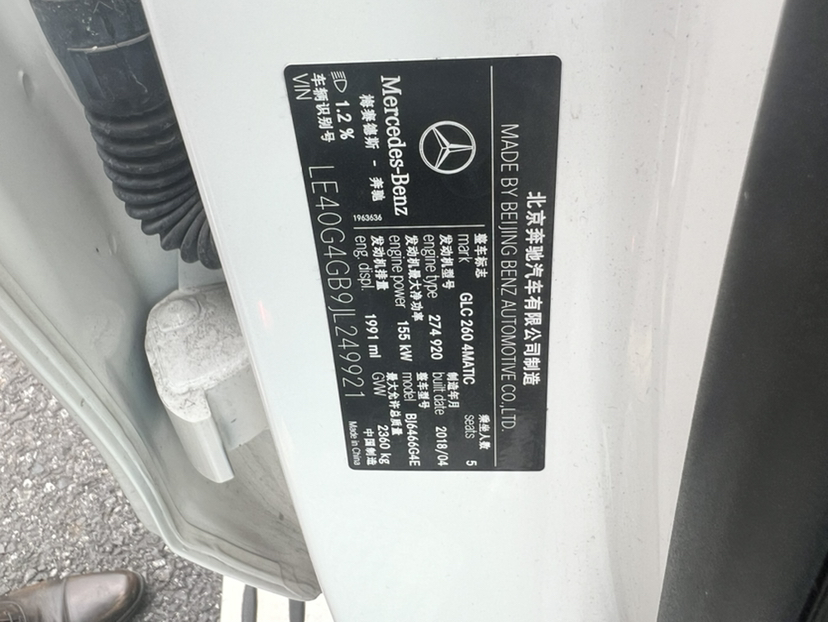 北京奔驰汽车有限公司制造
MADE BY BEIJING BENZ AUTOMOTIVE CO.,LTD.
Mercedes-Benz
梅赛德斯 - 奔驰
1.2 %
1963636
整车标志
mark GLC 260 4MATIC
乘坐人数
seats 5
发动机型号
engine type 274 920
制造年月
built date 2018/04
发动机最大净功率
engine power 155 kW
整车型号
model BJ6466G4E
发动机排量
eng. displ. 1991 ml
最大允许总质量
GVW 2360 kg
车辆识别号
VIN LE40G4GB9JL249921
中国制造
Made in China